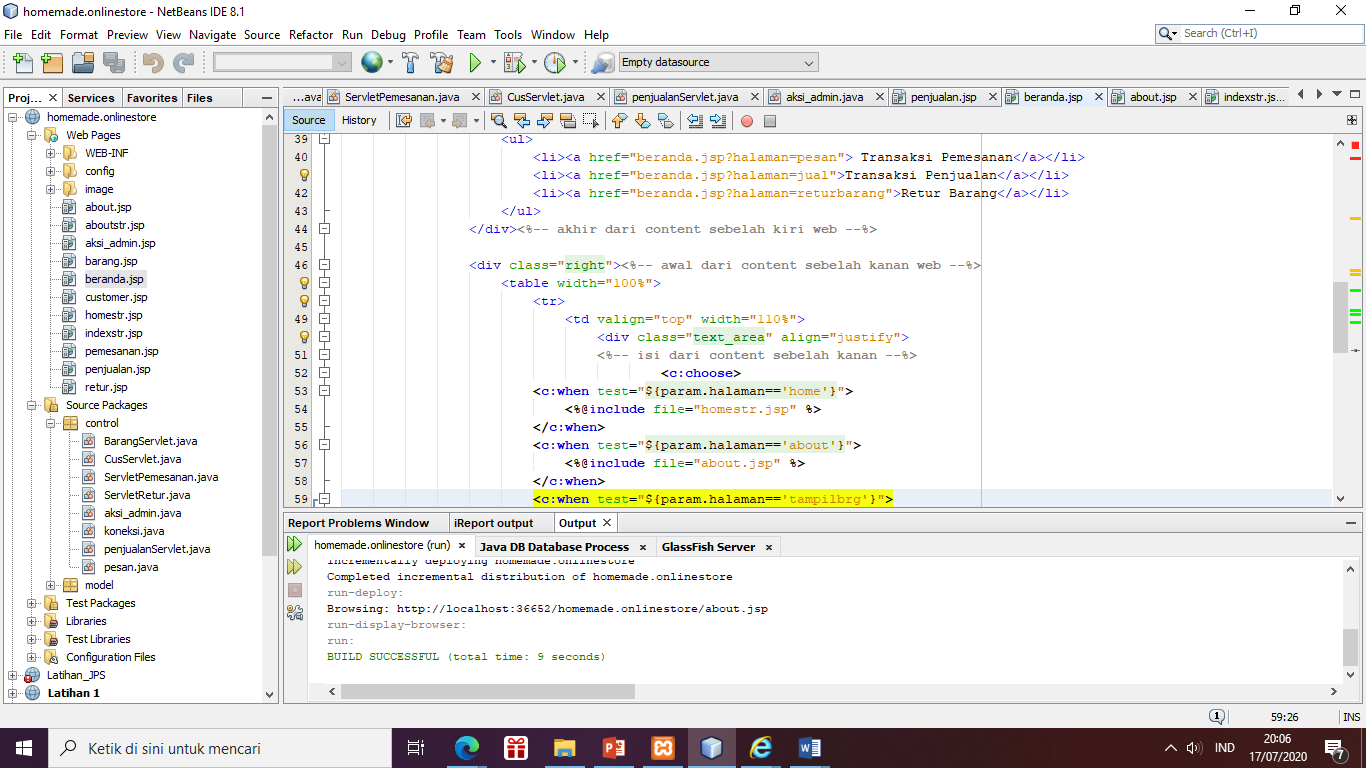 homemade.onlinestore - NetBeans IDE 8.1
File Edit Format Preview View Navigate Source Refactor Run Debug Profile Team Tools Window Help
Search (Ctrl+I)
Empty datasource
Proj... Services Favorites Files
...ava ServletPemesanan.java CusServlet.java penjualanServlet.java aksi_admin.java penjualan.jsp beranda.jsp about.jsp indexstr.js...
Source History
homemade.onlinestore
Web Pages
WEB-INF
config
image
about.jsp
aboutstr.jsp
aksi_admin.jsp
barang.jsp
beranda.jsp
customer.jsp
homestr.jsp
indexstr.jsp
pemesanan.jsp
penjualan.jsp
retur.jsp
Source Packages
control
BarangServlet.java
CusServlet.java
ServletPemesanan.java
ServletRetur.java
aksi_admin.java
koneksi.java
penjualanServlet.java
pesan.java
model
Test Packages
Libraries
Test Libraries
Configuration Files
Latihan_JPS
Latihan 1
39 <ul>
40 <li><a href="beranda.jsp?halaman=pesan"> Transaksi Pemesanan</a></li>
<li><a href="beranda.jsp?halaman=jual">Transaksi Penjualan</a></li>
42 <li><a href="beranda.jsp?halaman=returbarang">Retur Barang</a></li>
43 </ul>
44 </div><%-- akhir dari content sebelah kiri web --%>
45
46 <div class="right"><%-- awal dari content sebelah kanan web --%>
<table width="100%">
<tr>
49 <td valign="top" width="110%">
<div class="text_area" align="justify">
51 <%-- isi dari content sebelah kanan --%>
52 <c:choose>
53 <c:when test="${param.halaman=='home'}">
54 <%@include file="homestr.jsp" %>
55 </c:when>
56 <c:when test="${param.halaman=='about'}">
57 <%@include file="about.jsp" %>
58 </c:when>
59 <c:when test="${param.halaman=='tampilbrg'}">
Report Problems Window iReport output Output
homemade.onlinestore (run) Java DB Database Process GlassFish Server
Incrementally deploying homemade.onlinestore
Completed incremental distribution of homemade.onlinestore
run-deploy:
Browsing: http://localhost:36652/homemade.onlinestore/about.jsp
run-display-browser:
run:
BUILD SUCCESSFUL (total time: 9 seconds)
1 59:26 INS
Ketik di sini untuk mencari
IND
20:06
17/07/2020
7